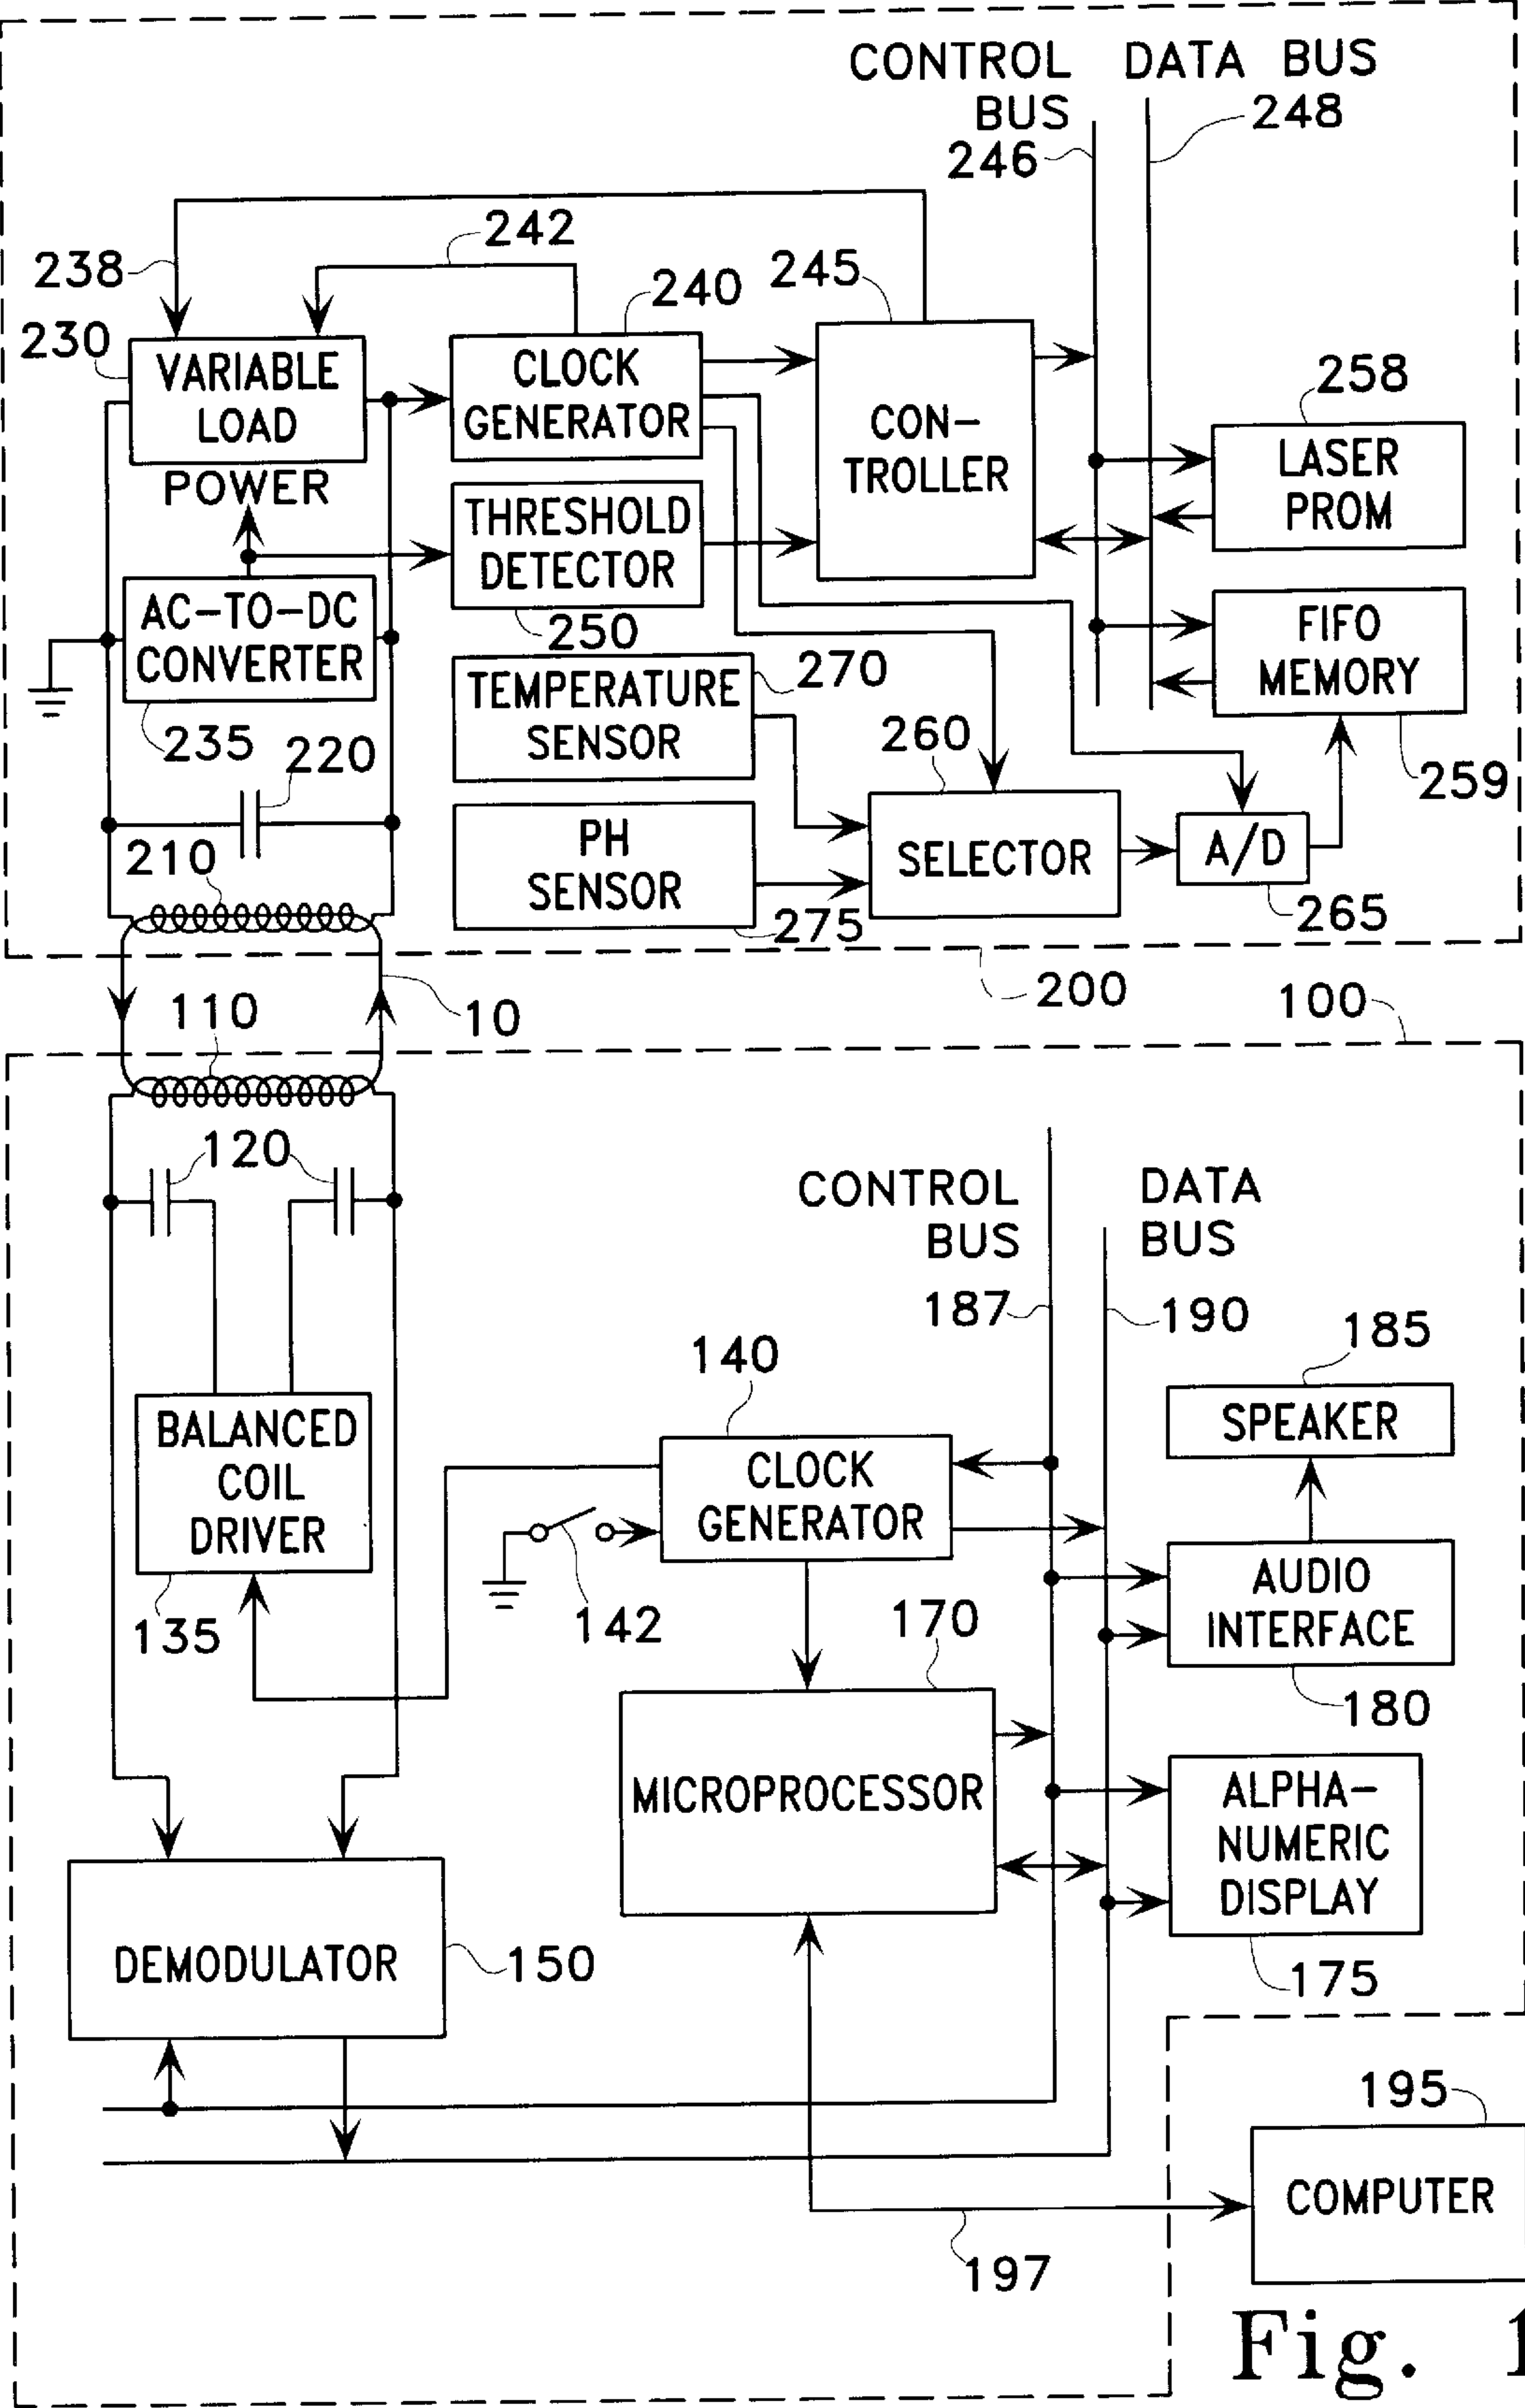 CONTROL BUS
246
DATA BUS
248
238
242
240
245
230
VARIABLE
LOAD
CLOCK
GENERATOR
CON-
TROLLER
258
LASER
PROM
POWER
THRESHOLD
DETECTOR
250
AC-TO-DC
CONVERTER
235
FIFO
MEMORY
259
270
TEMPERATURE
SENSOR
220
260
210
PH
SENSOR
275
SELECTOR
A/D
265
200
10
100
110
120
CONTROL
BUS
187
DATA
BUS
190
185
SPEAKER
140
CLOCK
GENERATOR
BALANCED
COIL
DRIVER
135
142
170
AUDIO
INTERFACE
180
MICROPROCESSOR
ALPHA-
NUMERIC
DISPLAY
175
DEMODULATOR
150
195
COMPUTER
197
Fig. 1